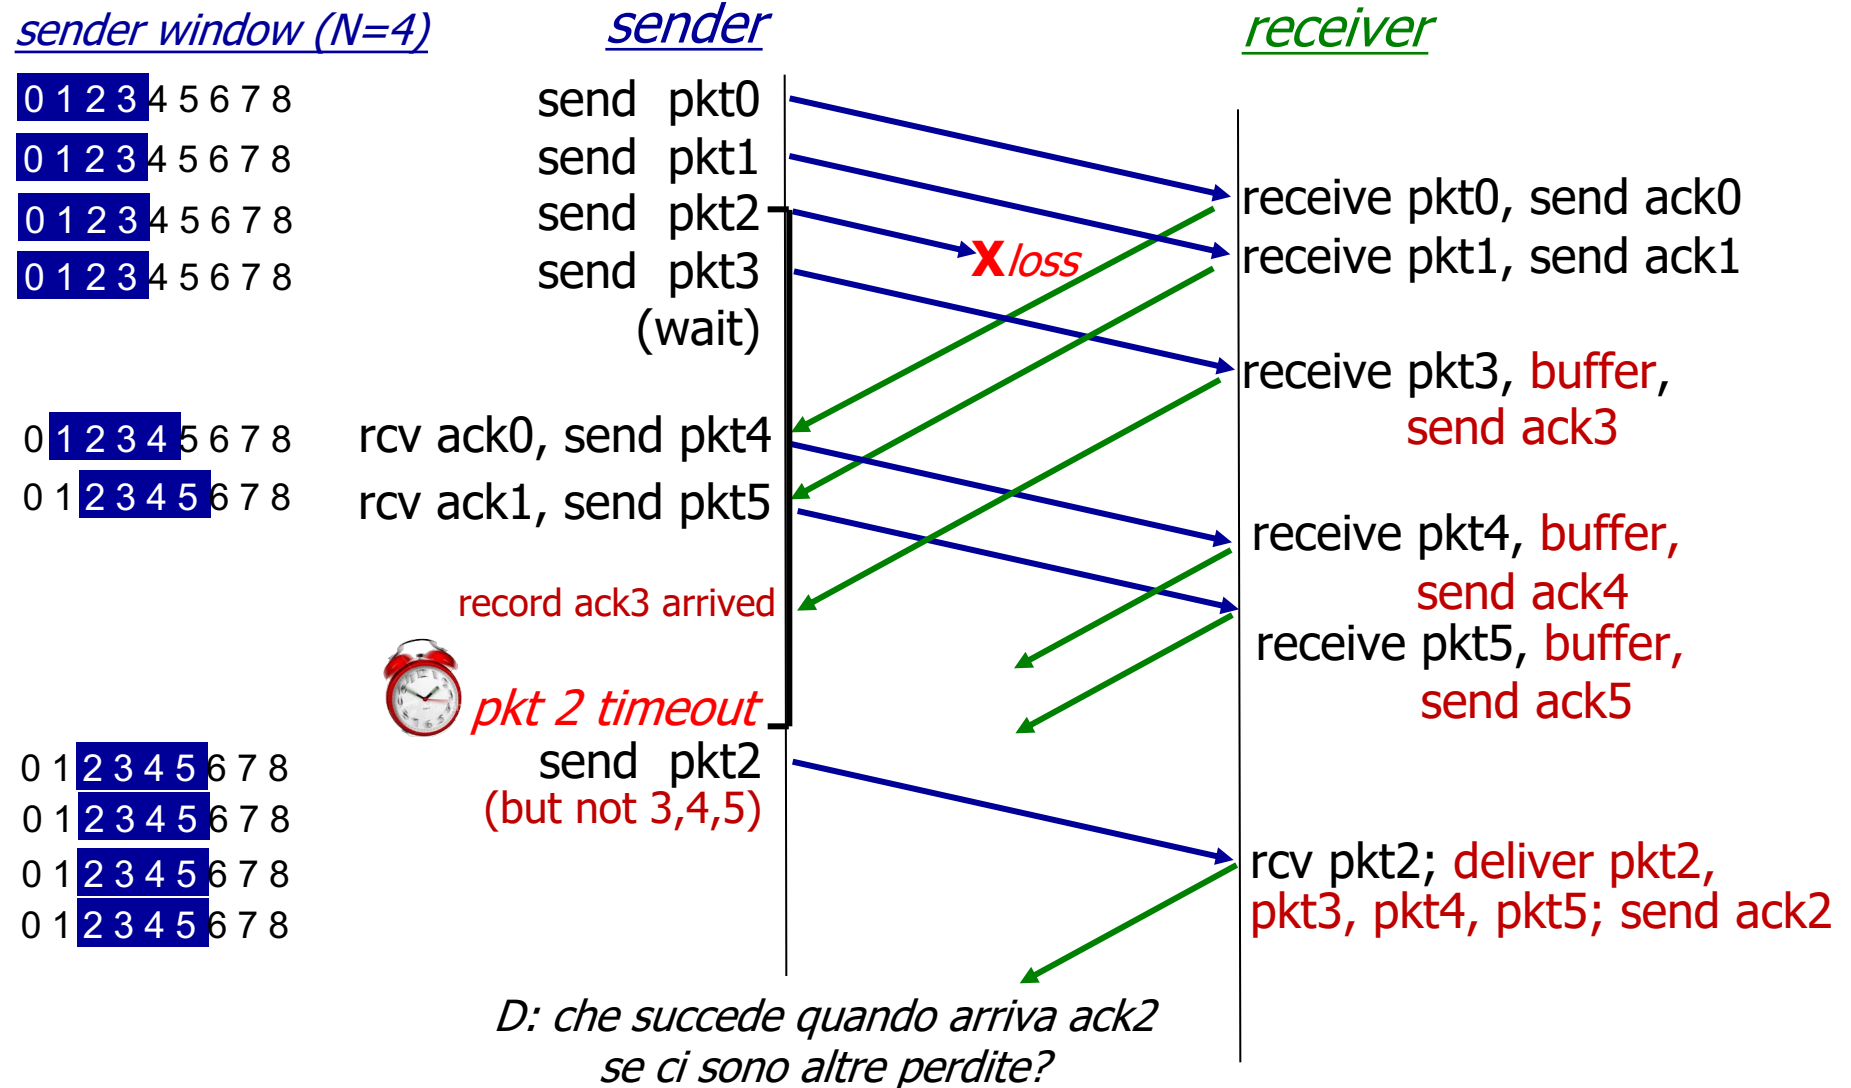 sender window (N=4)
sender
receiver
0 1 2 3 4 5 6 7 8
send pkt0
0 1 2 3 4 5 6 7 8
send pkt1
0 1 2 3 4 5 6 7 8
send pkt2
receive pkt0, send ack0
X loss
receive pkt1, send ack1
0 1 2 3 4 5 6 7 8
send pkt3
(wait)
receive pkt3, buffer,
send ack3
0 1 2 3 4 5 6 7 8
rcv ack0, send pkt4
0 1 2 3 4 5 6 7 8
rcv ack1, send pkt5
receive pkt4, buffer,
send ack4
record ack3 arrived
receive pkt5, buffer,
send ack5
pkt 2 timeout
0 1 2 3 4 5 6 7 8
send pkt2
0 1 2 3 4 5 6 7 8
(but not 3,4,5)
0 1 2 3 4 5 6 7 8
rcv pkt2; deliver pkt2,
0 1 2 3 4 5 6 7 8
pkt3, pkt4, pkt5; send ack2
D: che succede quando arriva ack2
se ci sono altre perdite?